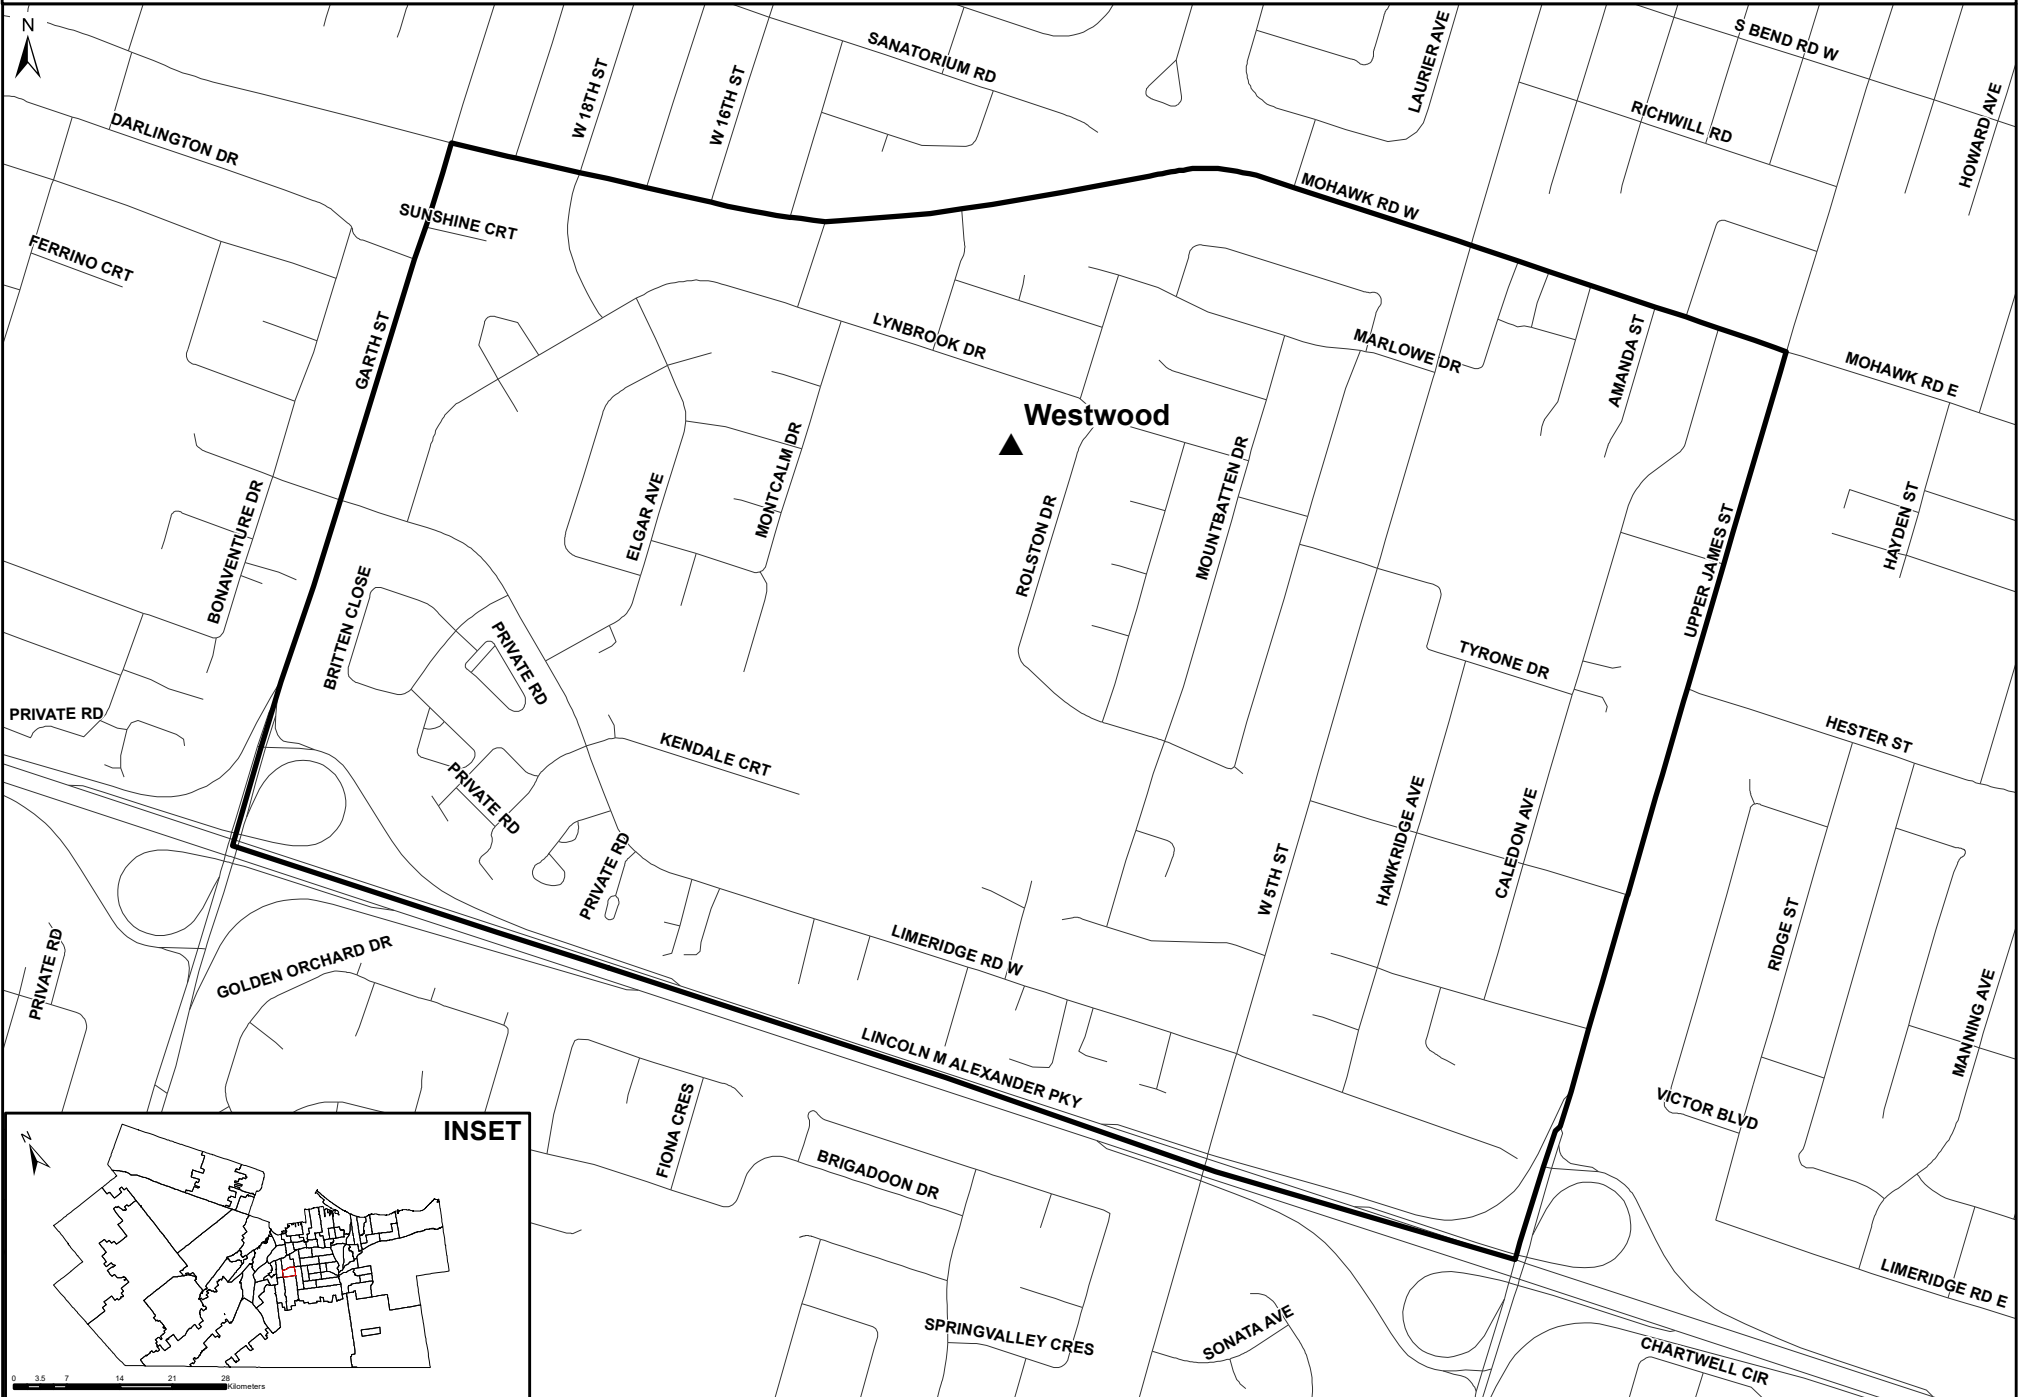 N
S BEND RD W
SANATORIUM RD
LAURIER AVE
W 18TH ST
W 16TH ST
RICHWILL RD
HOWARD AVE
DARLINGTON DR
MOHAWK RD W
SUNSHINE CRT
FERRINO CRT
GARTH ST
LYNBROOK DR
MARLOWE DR
AMANDA ST
MOHAWK RD E
Westwood
MONTCALM DR
MOUNTBATTEN DR
ELGAR AVE
ROLSTON DR
BONAVENTURE DR
UPPER JAMES ST
HAYDEN ST
BRITTEN CLOSE
PRIVATE RD
TYRONE DR
PRIVATE RD
KENDALE CRT
HESTER ST
PRIVATE RD
PRIVATE RD
W 5TH ST
HAWKRIDGE AVE
CALEDON AVE
RIDGE ST
LIMERIDGE RD W
GOLDEN ORCHARD DR
PRIVATE RD
MANNING AVE
LINCOLN M ALEXANDER PKY
FIONA CRES
VICTOR BLVD
BRIGADOON DR
INSET
N
LIMERIDGE RD E
SPRINGVALLEY CRES
SONATA AVE
CHARTWELL CIR
0 3.5 7 14 21 28
Kilometers